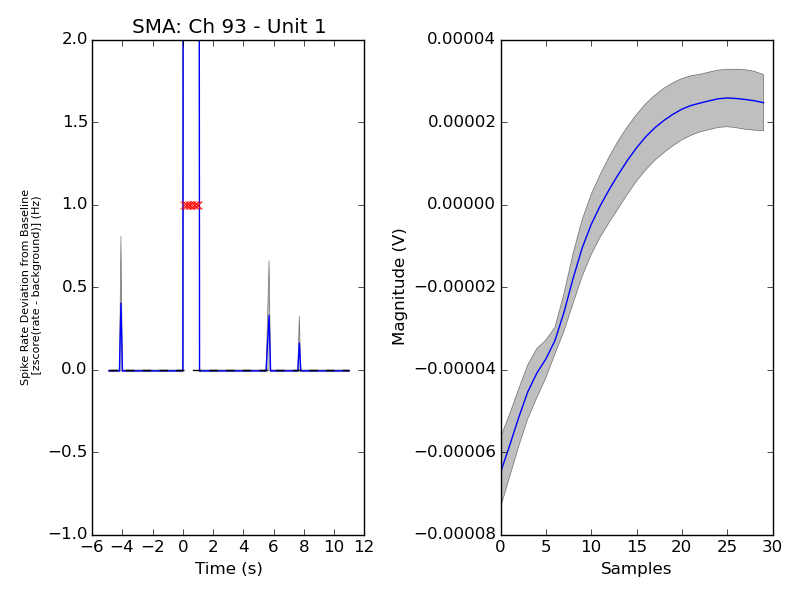 SMA: Ch 93 - Unit 1
2.0
1.5
1.0
0.5
0.0
−0.5
−1.0
−6 −4 −2 0 2 4 6 8 10 12
Time (s)
Spike Rate Deviation from Baseline
[zscore(rate - background)] (Hz)
0.00004
0.00002
0.00000
−0.00002
−0.00004
−0.00006
−0.00008
0 5 10 15 20 25 30
Samples
Magnitude (V)